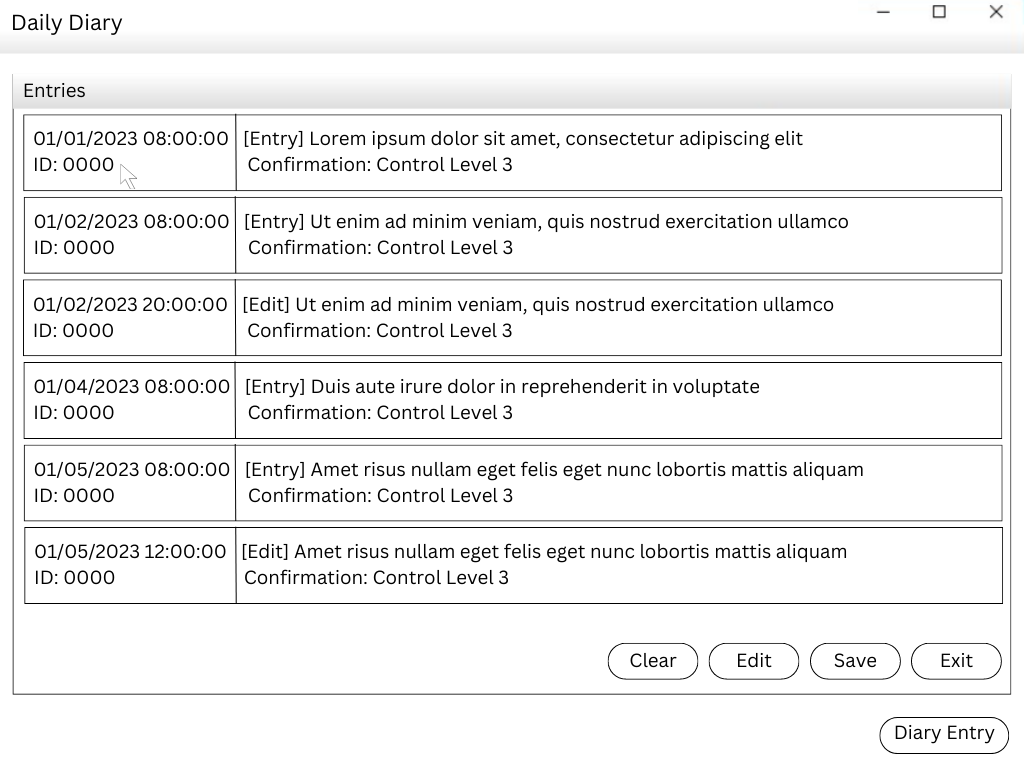 Daily Diary
Entries
01/01/2023 08:00:00 [Entry] Lorem ipsum dolor sit amet, consectetur adipiscing elit
ID: 0000 Confirmation: Control Level 3
01/02/2023 08:00:00 [Entry] Ut enim ad minim veniam, quis nostrud exercitation ullamco
ID: 0000 Confirmation: Control Level 3
01/02/2023 20:00:00 [Edit] Ut enim ad minim veniam, quis nostrud exercitation ullamco
ID: 0000 Confirmation: Control Level 3
01/04/2023 08:00:00 [Entry] Duis aute irure dolor in reprehenderit in voluptate
ID: 0000 Confirmation: Control Level 3
01/05/2023 08:00:00 [Entry] Amet risus nullam eget felis eget nunc lobortis mattis aliquam
ID: 0000 Confirmation: Control Level 3
01/05/2023 12:00:00 [Edit] Amet risus nullam eget felis eget nunc lobortis mattis aliquam
ID: 0000 Confirmation: Control Level 3
Clear Edit Save Exit
Diary Entry